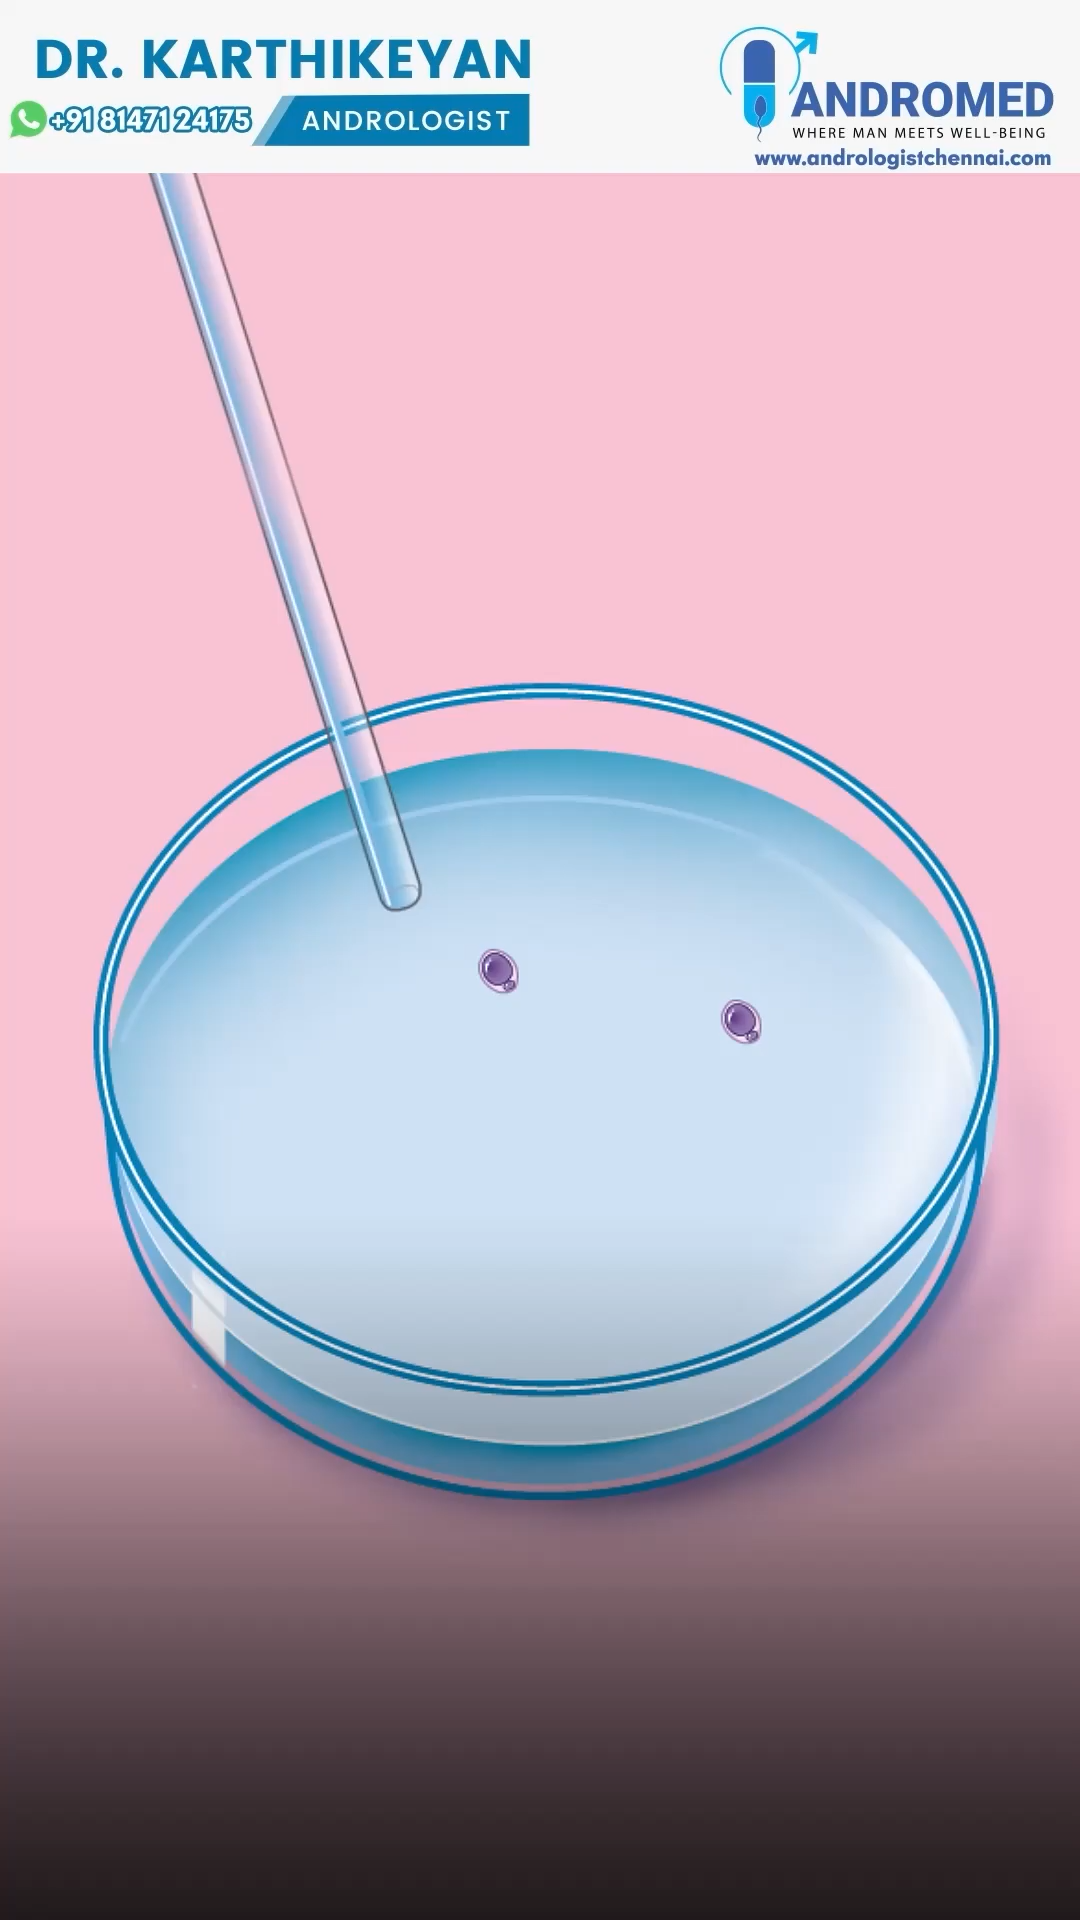 DR. KARTHIKEYAN
+91 81471 24175
ANDROLOGIST
ANDROMED
WHERE MAN MEETS WELL-BEING
www.andrologistchennai.com